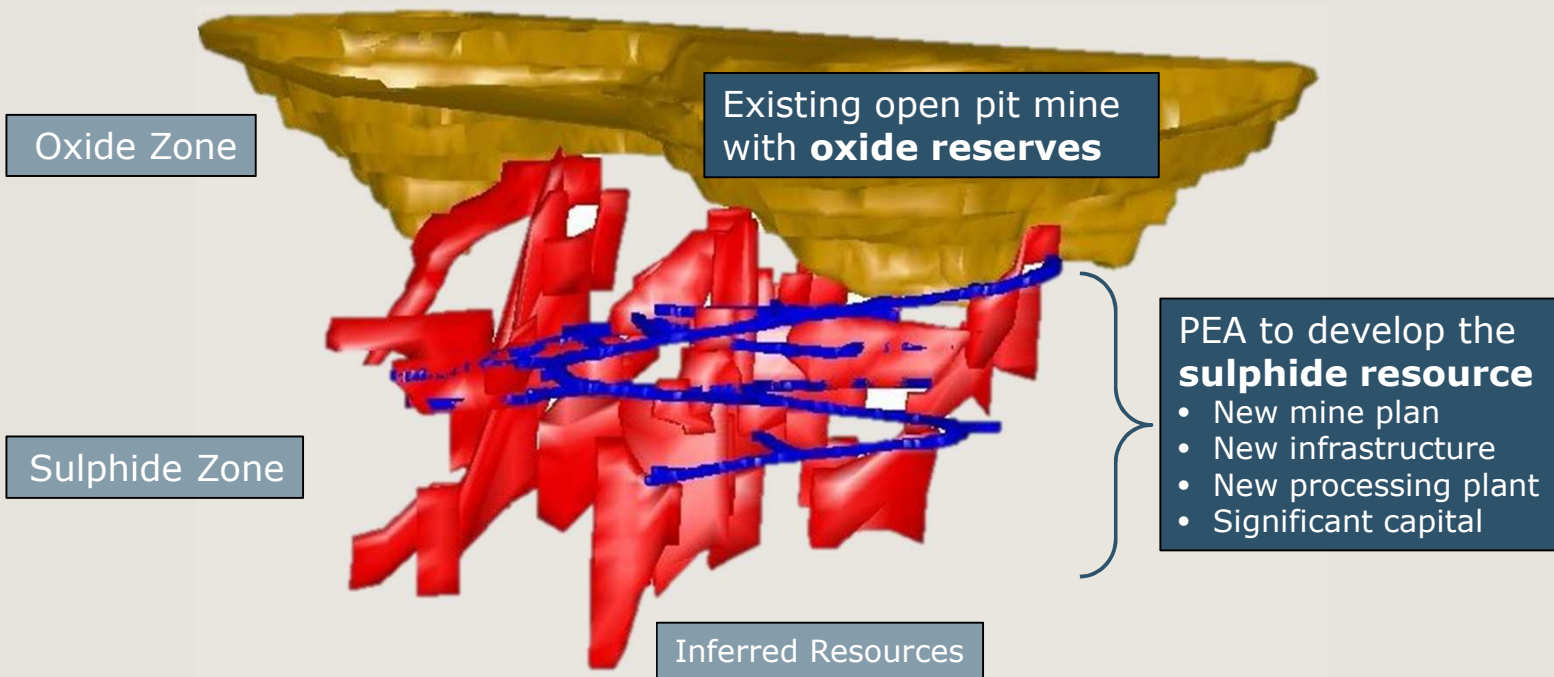 Oxide Zone
Existing open pit mine
with oxide reserves
Sulphide Zone
PEA to develop the
sulphide resource
• New mine plan
• New infrastructure
• New processing plant
• Significant capital
Inferred Resources